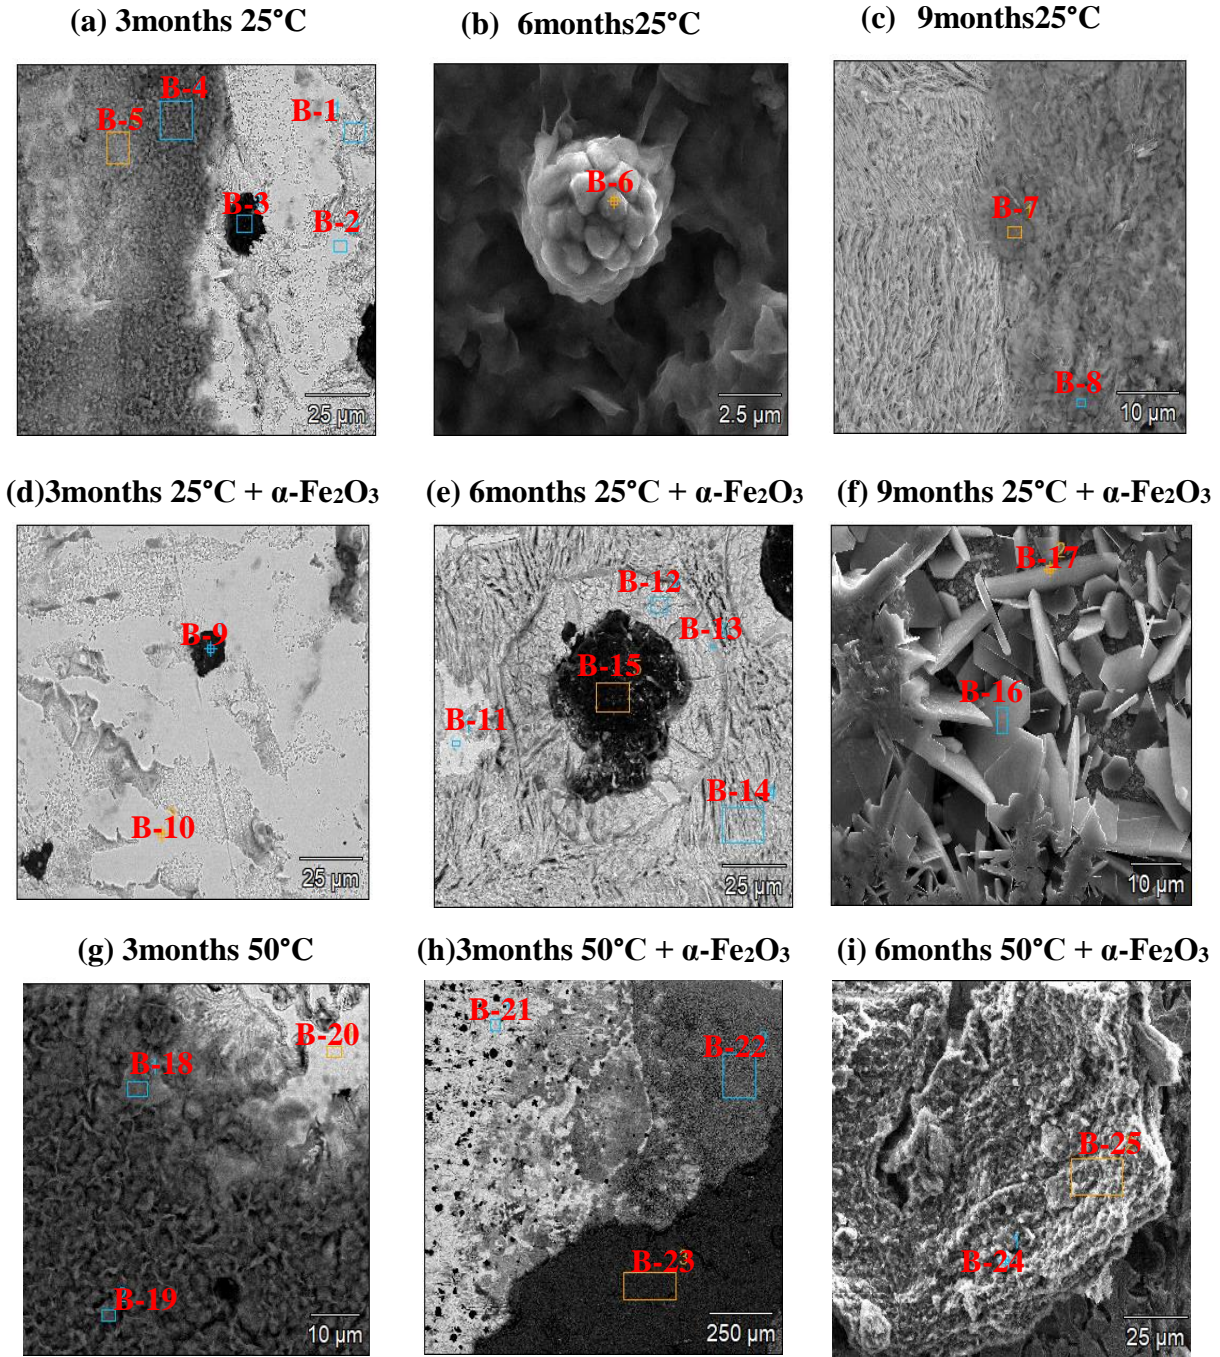 (a) 3months 25°C
(b) 6months25°C
(c) 9months25°C
B-4
B-5
B-1
B-3
B-2
25 µm
B-6
2.5 µm
B-7
B-8
10 µm
(d)3months 25°C + α-Fe₂O₃
(e) 6months 25°C + α-Fe₂O₃
(f) 9months 25°C + α-Fe₂O₃
B-9
B-10
25 µm
B-12
B-13
B-15
B-11
B-14
25 µm
B-17
B-16
10 µm
(g) 3months 50°C
(h)3months 50°C + α-Fe₂O₃
(i) 6months 50°C + α-Fe₂O₃
B-20
B-18
B-19
10 µm
B-21
B-22
B-23
250 µm
B-25
B-24
25 µm